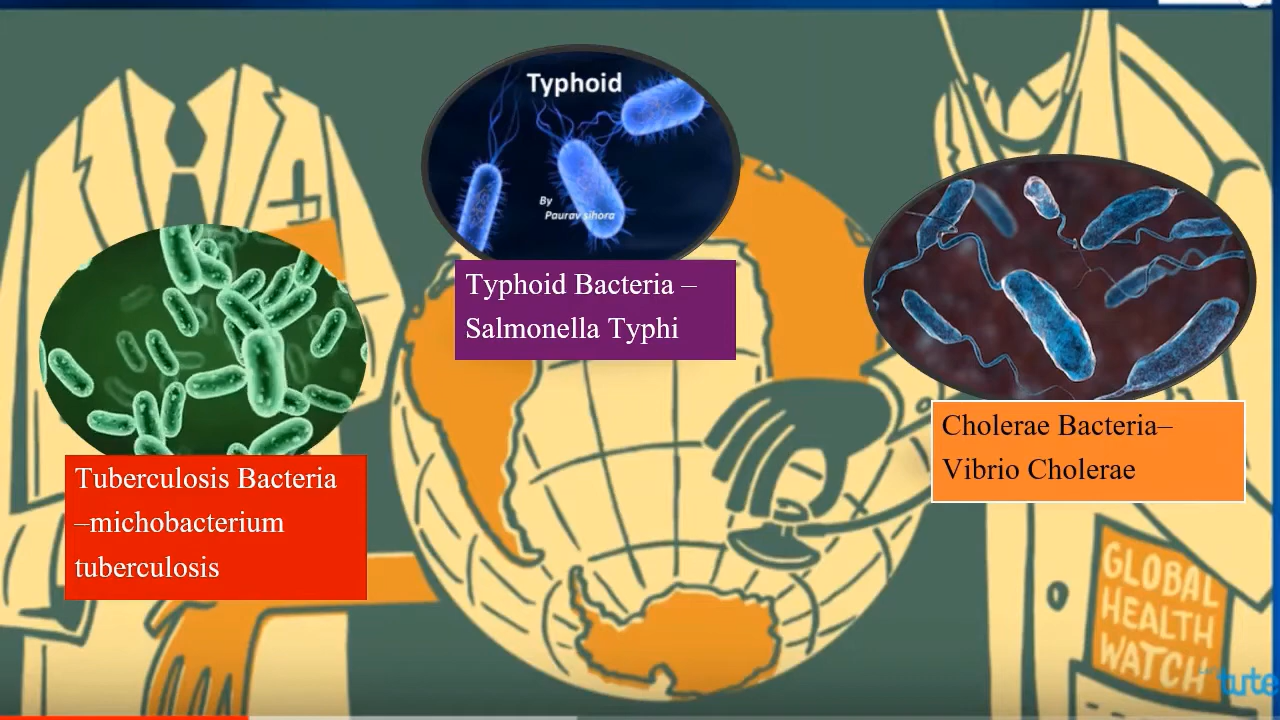 Typhoid
By
Paurav sihora
Typhoid Bacteria –
Salmonella Typhi
Cholerae Bacteria–
Vibrio Cholerae
Tuberculosis Bacteria
–michobacterium
tuberculosis
GLOBAL
HEALTH
WATCH
tute